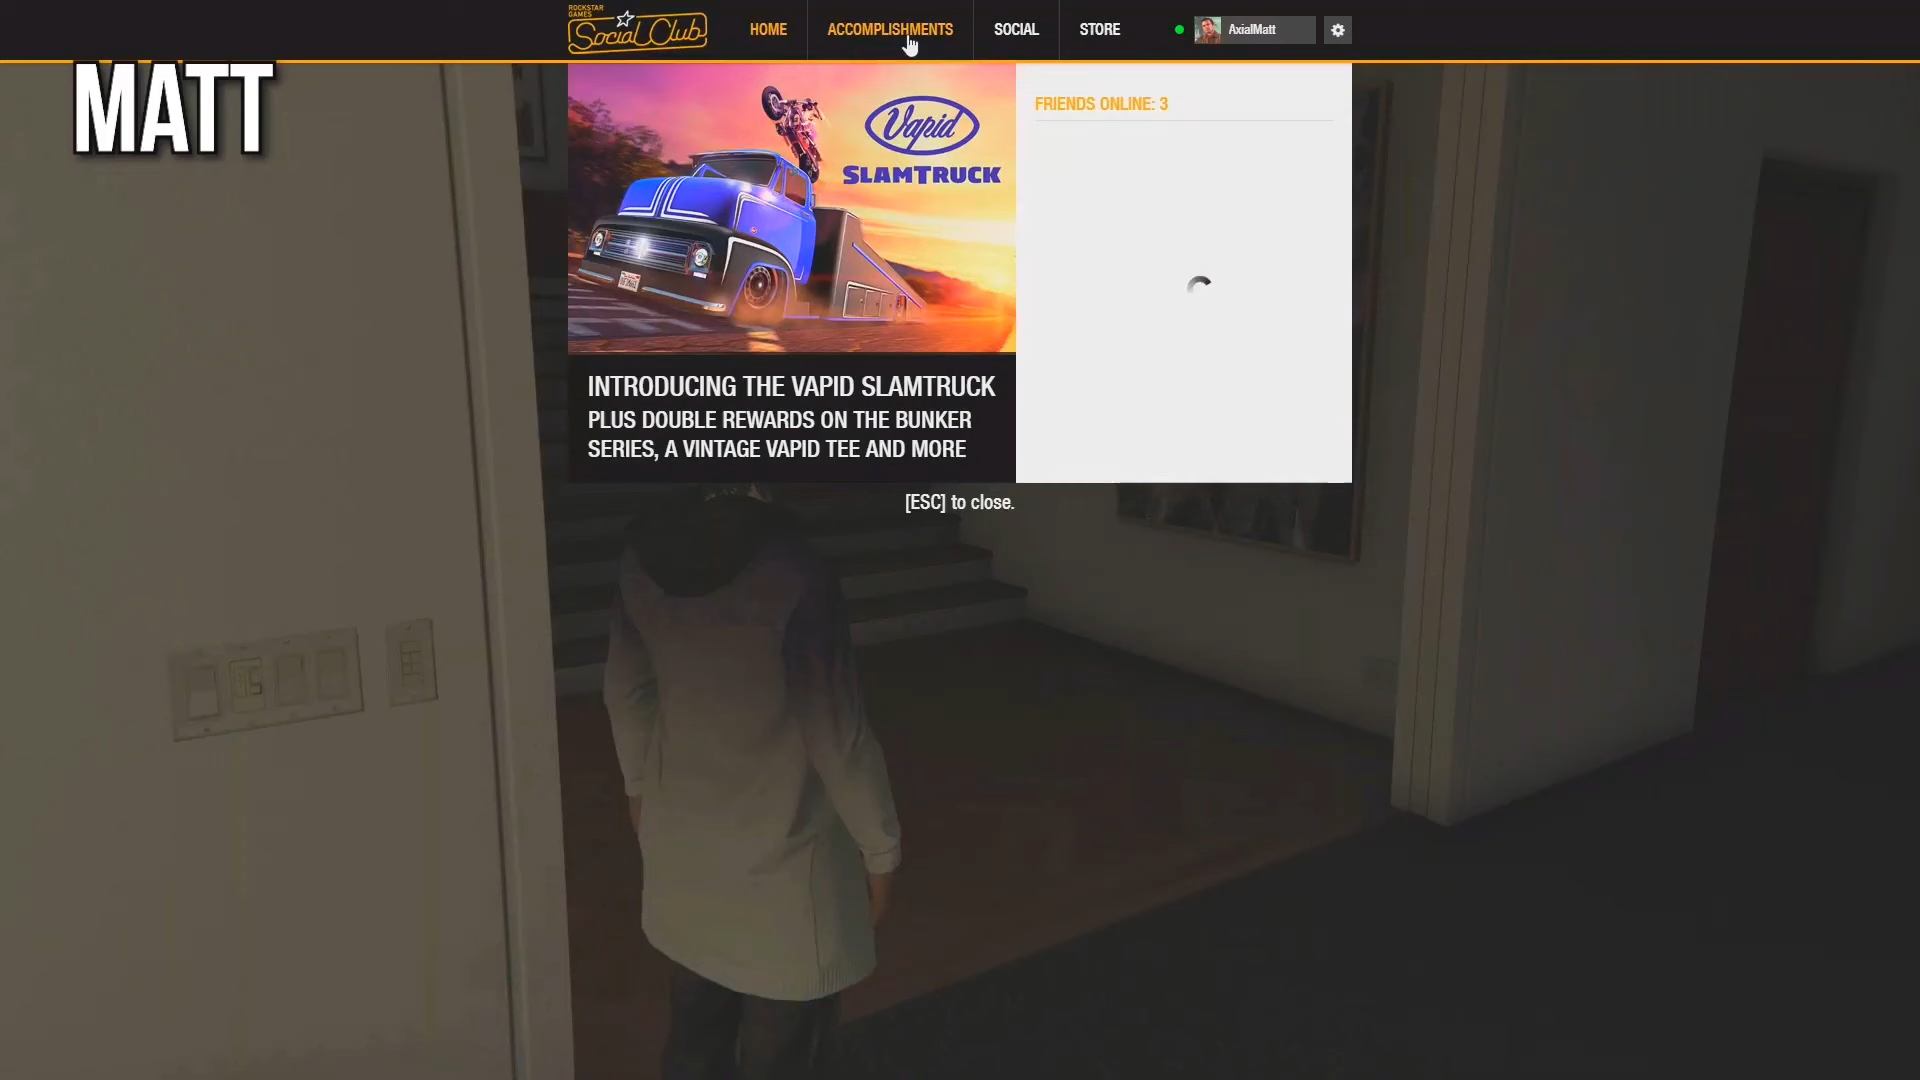 ROCKSTAR
GAMES
Social Club
HOME
ACCOMPLISHMENTS
SOCIAL
STORE
AxialMatt
MATT
Vapid
SLAMTRUCK
FRIENDS ONLINE: 3
INTRODUCING THE VAPID SLAMTRUCK
PLUS DOUBLE REWARDS ON THE BUNKER
SERIES, A VINTAGE VAPID TEE AND MORE
[ESC] to close.